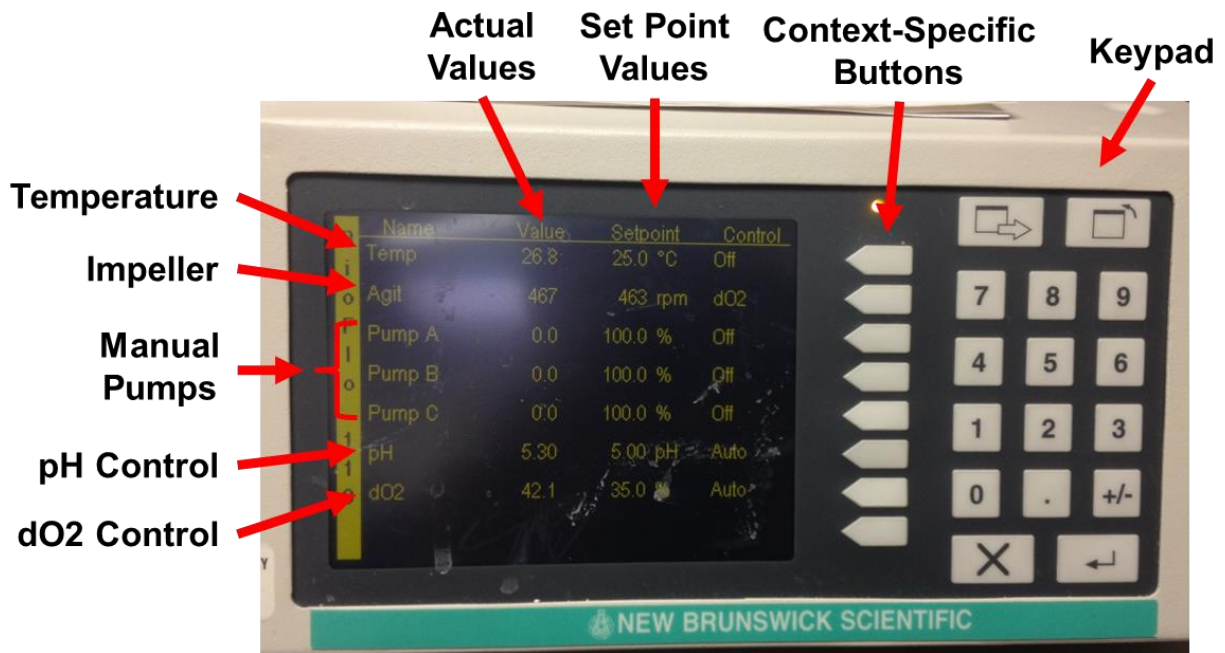 Actual
Values
Set Point
Values
Context-Specific
Buttons
Keypad
Temperature
Impeller
Manual
Pumps
pH Control
dO2 Control
BioFlo 110
Name Value Setpoint Control
Temp 26.8 25.0 °C Off
Agit 467 463 rpm dO2
Pump A 0.0 100.0 % Off
Pump B 0.0 100.0 % Off
Pump C 0.0 100.0 % Off
pH 5.30 5.00 pH Auto
dO2 42.1 35.0 % Auto
7 8 9
4 5 6
1 2 3
0 . +/-
X
NEW BRUNSWICK SCIENTIFIC
Y